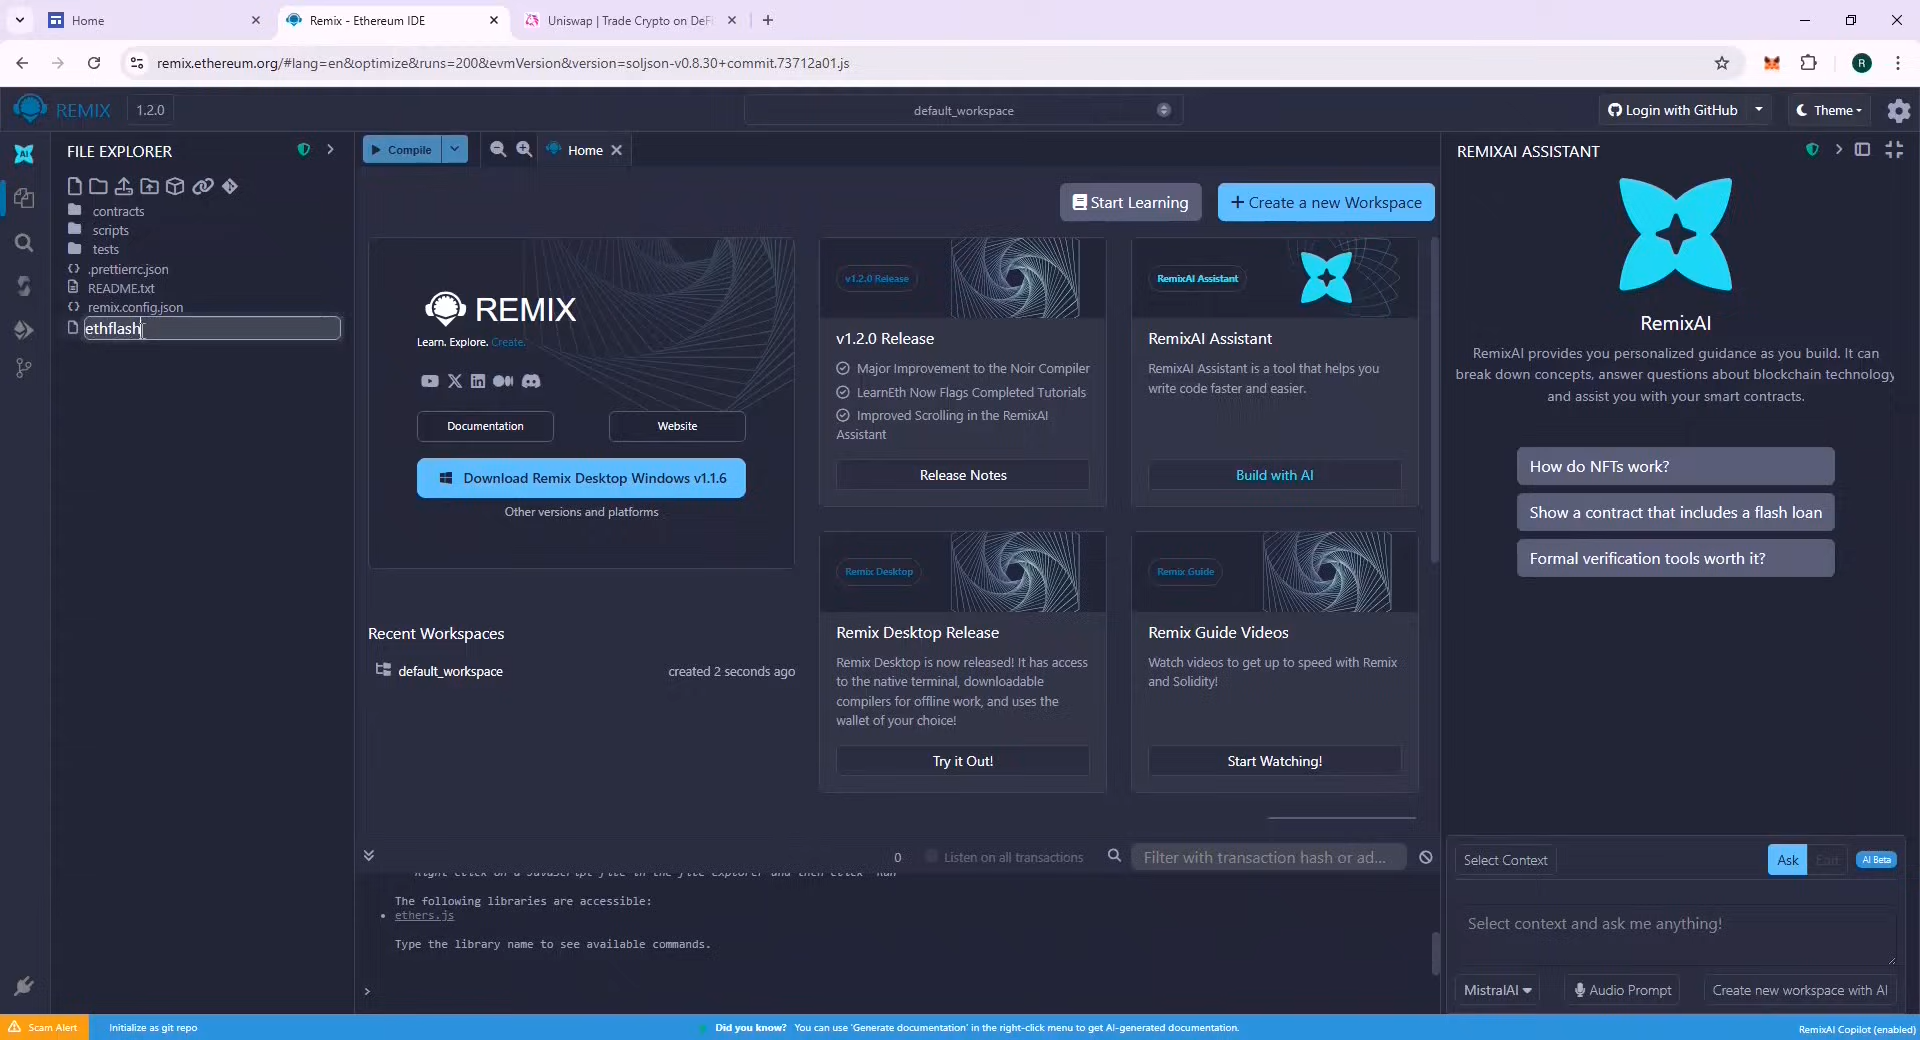 Home
Remix - Ethereum IDE
Uniswap | Trade Crypto on DeFi
remix.ethereum.org/#lang=en&optimize&runs=200&evmVersion&version=soljson-v0.8.30+commit.73712a01.js
R
REMIX
1.2.0
default_workspace
Login with GitHub
Theme
AI
FILE EXPLORER
contracts
scripts
tests
.prettierrc.json
README.txt
remix.config.json
ethflash
Compile
Home
Start Learning
+ Create a new Workspace
REMIX
Learn. Explore. Create.
Documentation
Website
Download Remix Desktop Windows v1.1.6
Other versions and platforms
Recent Workspaces
default_workspace
created 2 seconds ago
v1.2.0 Release
v1.2.0 Release
Major Improvement to the Noir Compiler
LearnEth Now Flags Completed Tutorials
Improved Scrolling in the RemixAI
Assistant
Release Notes
RemixAI Assistant
RemixAI Assistant
RemixAI Assistant is a tool that helps you
write code faster and easier.
Build with AI
Remix Desktop
Remix Desktop Release
Remix Desktop is now released! It has access
to the native terminal, downloadable
compilers for offline work, and uses the
wallet of your choice!
Try it Out!
Remix Guide
Remix Guide Videos
Watch videos to get up to speed with Remix
and Solidity!
Start Watching!
0
Listen on all transactions
Filter with transaction hash or ad...
Right click on a JavaScript file in the file explorer and then click 'Run'
The following libraries are accessible:
ethers.js
Type the library name to see available commands.
>
REMIXAI ASSISTANT
RemixAI
RemixAI provides you personalized guidance as you build. It can
break down concepts, answer questions about blockchain technology
and assist you with your smart contracts.
How do NFTs work?
Show a contract that includes a flash loan
Formal verification tools worth it?
Select Context
Ask
Edit
AI Beta
Select context and ask me anything!
MistralAI
Audio Prompt
Create new workspace with AI
Scam Alert
Initialize as git repo
Did you know? You can use 'Generate documentation' in the right-click menu to get AI-generated documentation.
RemixAI Copilot (enabled)